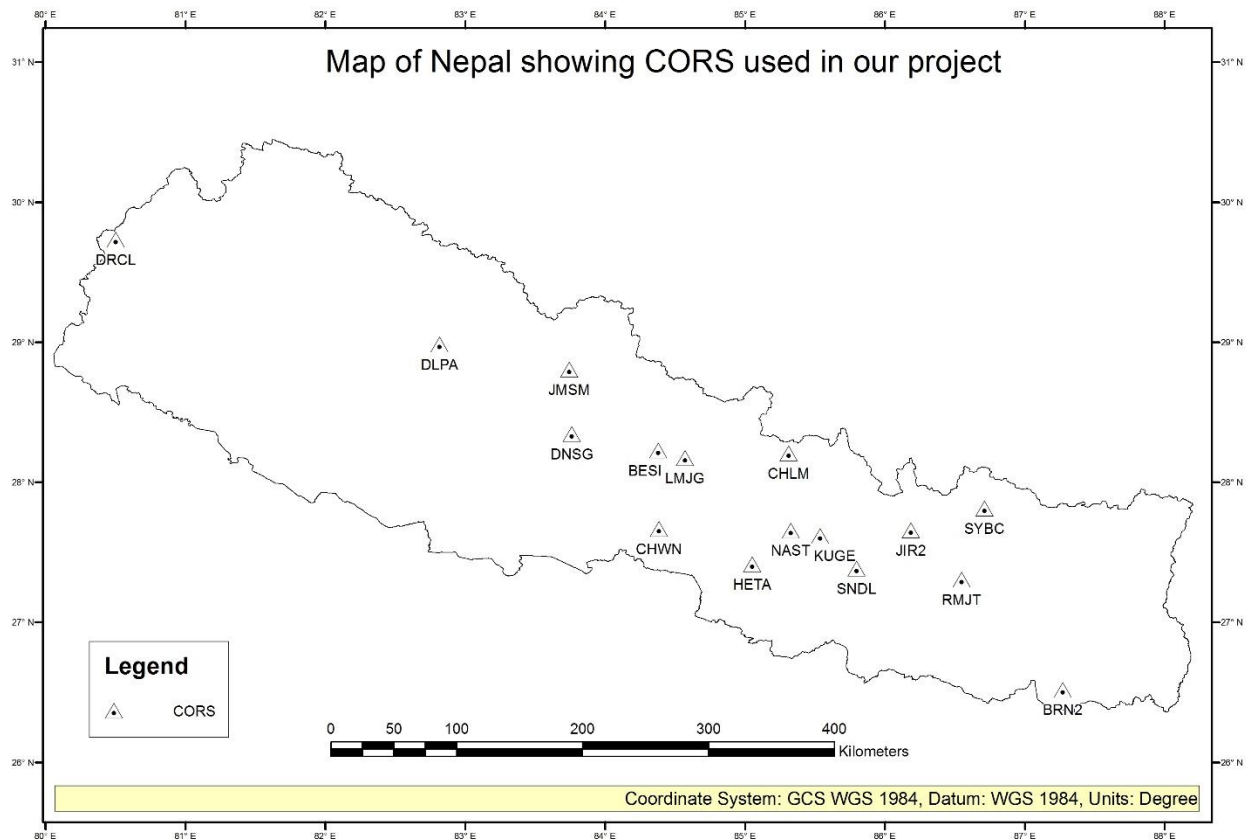 80° E 81° E 82° E 83° E 84° E 85° E 86° E 87° E 88° E
Map of Nepal showing CORS used in our project
31° N 31° N
30° N 30° N
DRCL
29° N 29° N
DLPA
JMSM
DNSG
BESI
LMJG
CHLM
28° N 28° N
SYBC
CHWN
NAST
KUGE
JIR2
HETA
SNDL
RMJT
27° N 27° N
Legend
CORS
BRN2
0 50 100 200 300 400
Kilometers
26° N 26° N
Coordinate System: GCS WGS 1984, Datum: WGS 1984, Units: Degree
80° E 81° E 82° E 83° E 84° E 85° E 86° E 87° E 88° E